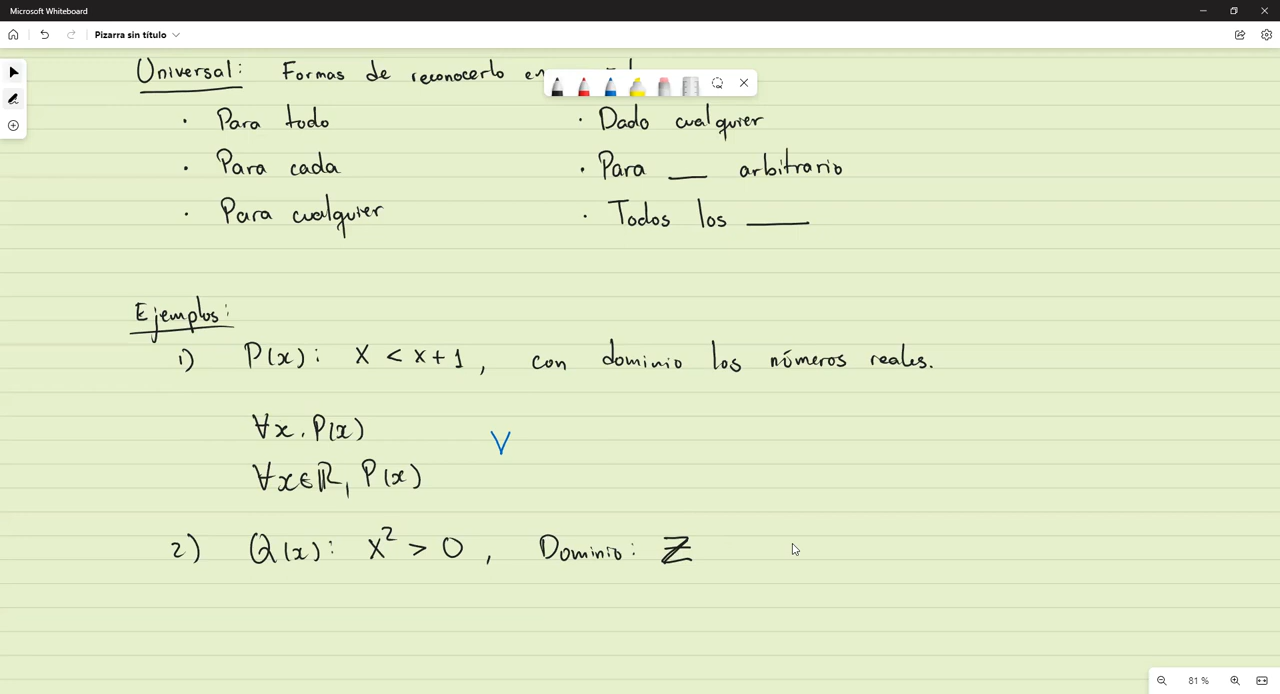 Microsoft Whiteboard
Pizarra sin título
Universal: Formas de reconocerlo
· Para todo · Dado cualquier
· Para cada · Para ___ arbitrario
· Para cualquier · Todos los ___
Ejemplos:
1) P(x): x < x+1, con dominio los números reales.
∀x, P(x) V
∀x∈ℝ, P(x)
2) Q(x): x² > 0, Dominio: ℤ
81 %